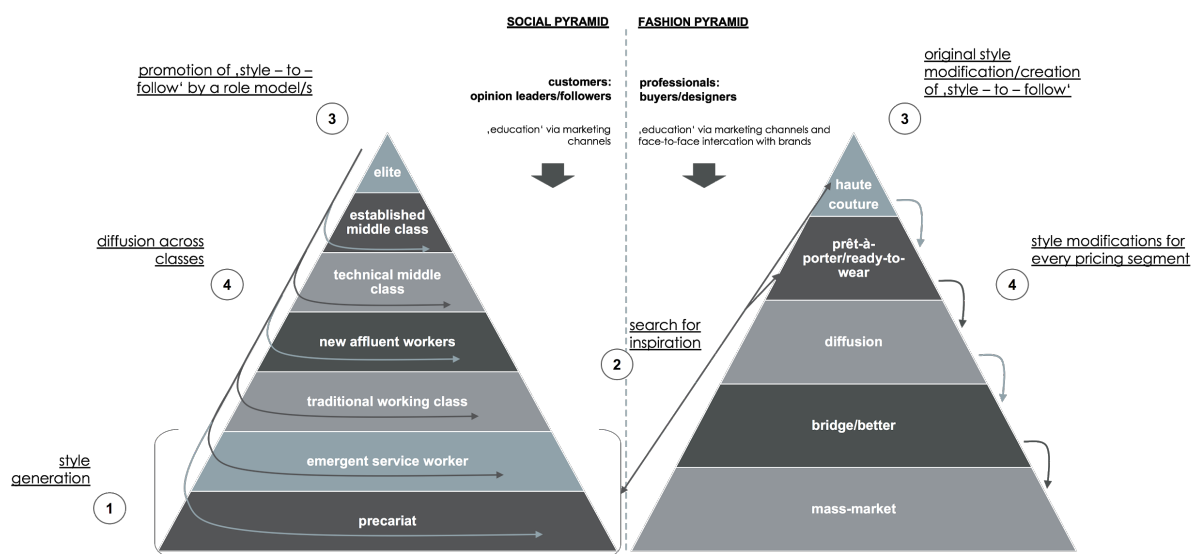 SOCIAL PYRAMID
FASHION PYRAMID
promotion of ‚style – to –
follow‘ by a role model/s
3
customers:
opinion leaders/followers
‚education‘ via marketing
channels
professionals:
buyers/designers
‚education‘ via marketing channels and
face-to-face intercation with brands
original style
modification/creation
of ‚style – to – follow‘
3
elite
established
middle class
technical middle
class
new affluent workers
traditional working class
emergent service worker
precariat
diffusion across
classes
4
style
generation
1
search for
inspiration
2
haute
couture
prêt-à-
porter/ready-to-
wear
diffusion
bridge/better
mass-market
style modifications for
every pricing segment
4